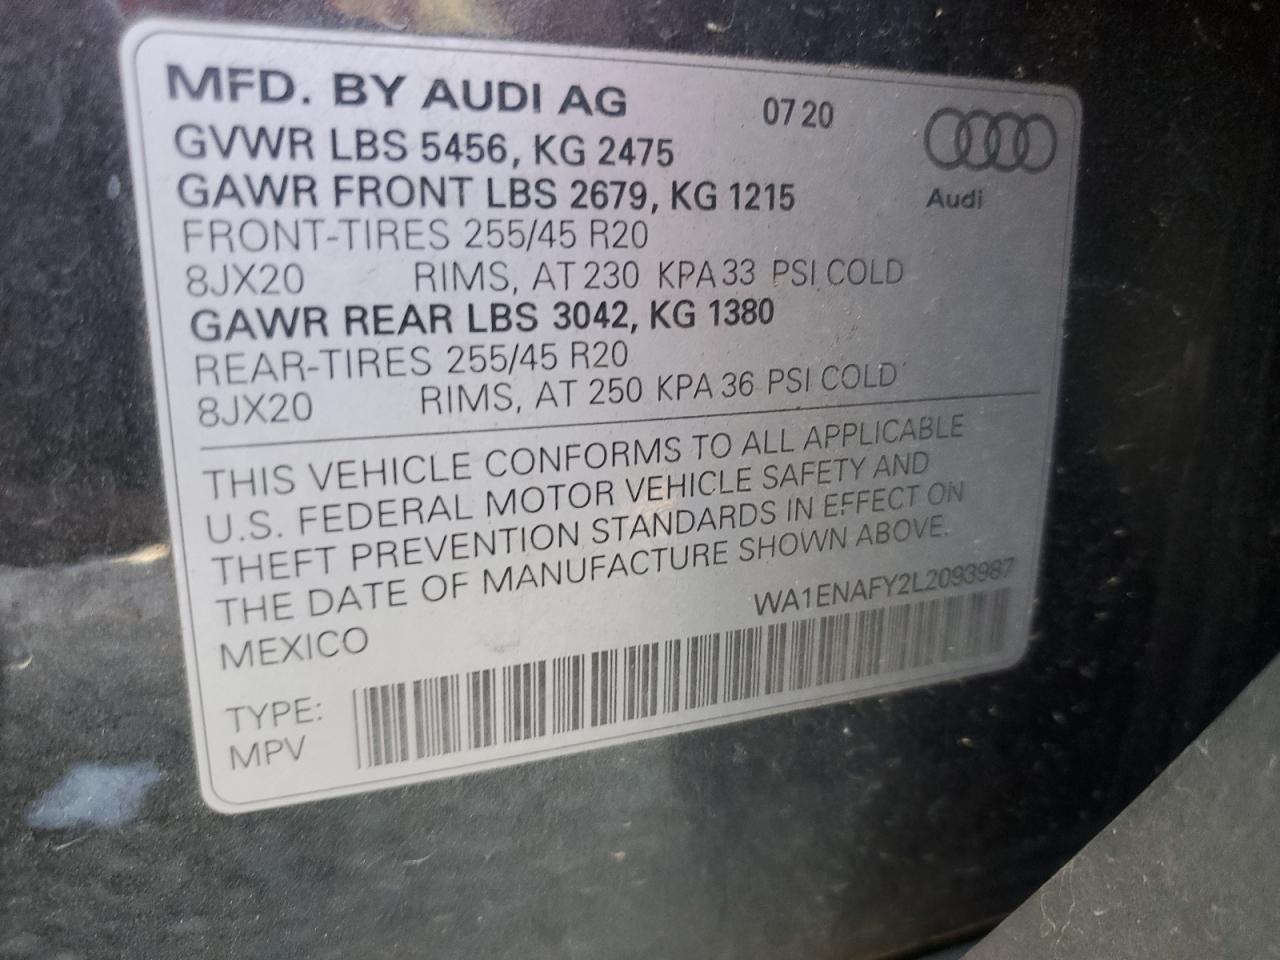 MFD. BY AUDI AG 07 20
GVWR LBS 5456, KG 2475
GAWR FRONT LBS 2679, KG 1215
Audi
FRONT-TIRES 255/45 R20
8JX20 RIMS, AT 230 KPA 33 PSI COLD
GAWR REAR LBS 3042, KG 1380
REAR-TIRES 255/45 R20
8JX20 RIMS, AT 250 KPA 36 PSI COLD
THIS VEHICLE CONFORMS TO ALL APPLICABLE
U.S. FEDERAL MOTOR VEHICLE SAFETY AND
THEFT PREVENTION STANDARDS IN EFFECT ON
THE DATE OF MANUFACTURE SHOWN ABOVE.
MEXICO WA1ENAFY2L2093987
TYPE:
MPV